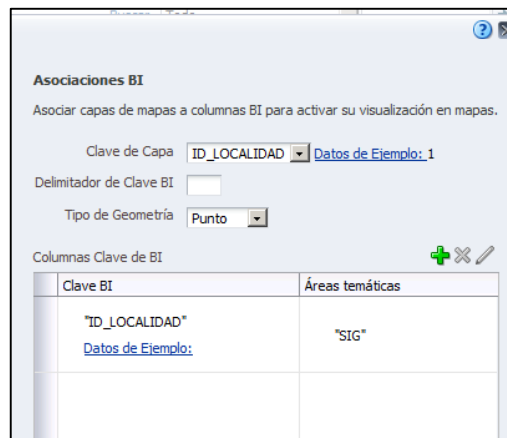 Asociaciones BI
Asociar capas de mapas a columnas BI para activar su visualización en mapas.
Clave de Capa ID_LOCALIDAD Datos de Ejemplo: 1
Delimitador de Clave BI
Tipo de Geometría Punto
Columnas Clave de BI
Clave BI Áreas temáticas
"ID_LOCALIDAD" "SIG"
Datos de Ejemplo: